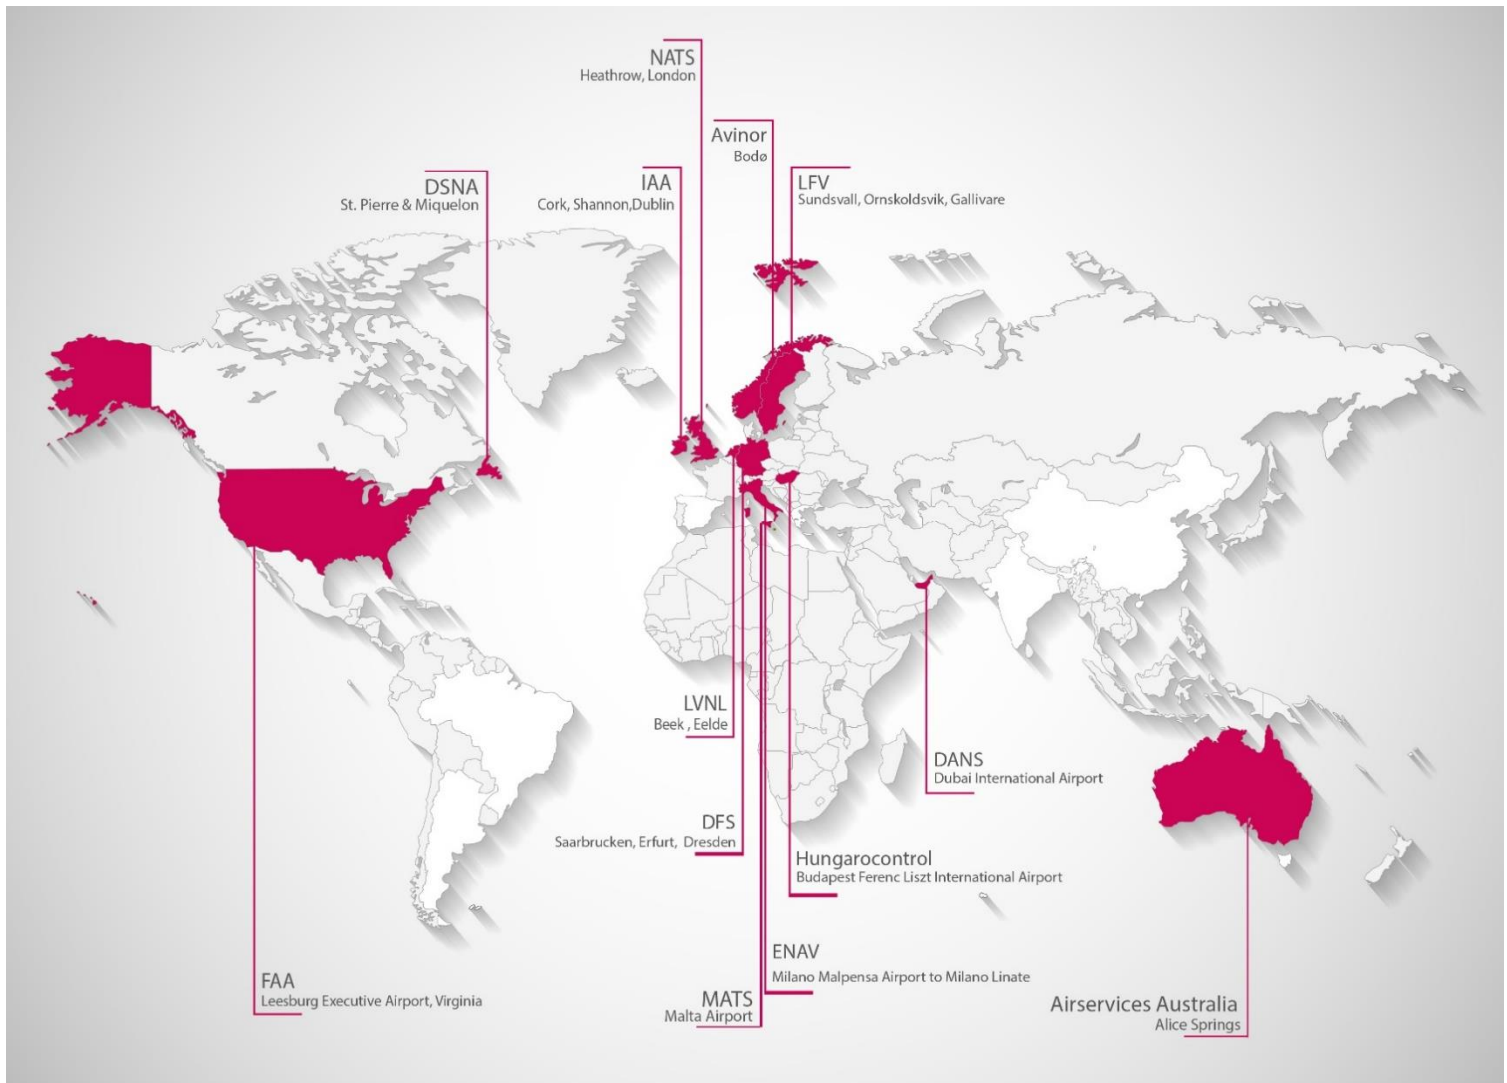 NATS
Heathrow, London
Avinor
Bodø
DSNA
St. Pierre & Miquelon
IAA
Cork, Shannon,Dublin
LFV
Sundsvall, Ornskoldsvik, Gallivare
LVNL
Beek , Eelde
DANS
Dubai International Airport
DFS
Saarbrucken, Erfurt, Dresden
Hungarocontrol
Budapest Ferenc Liszt International Airport
ENAV
Milano Malpensa Airport to Milano Linate
FAA
Leesburg Executive Airport, Virginia
MATS
Malta Airport
Airservices Australia
Alice Springs